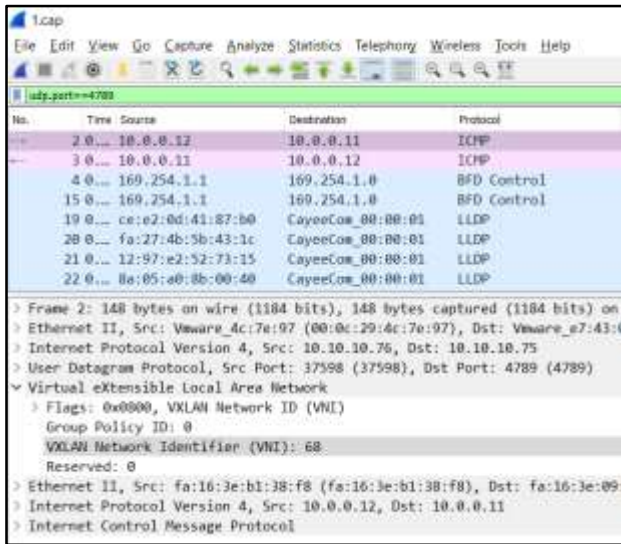 1.cap
File Edit View Go Capture Analyze Statistics Telephony Wireless Tools Help
udp.port==4789
No. Time Source Destination Protocol
2 0... 10.0.0.12 10.0.0.11 ICMP
3 0... 10.0.0.11 10.0.0.12 ICMP
4 0... 169.254.1.1 169.254.1.0 BFD Control
15 0... 169.254.1.1 169.254.1.0 BFD Control
19 0... ce:e2:0d:41:87:b0 CayeeCom_00:00:01 LLDP
20 0... fa:27:4b:5b:43:1c CayeeCom_00:00:01 LLDP
21 0... 12:97:e2:52:73:15 CayeeCom_00:00:01 LLDP
22 0... 8a:05:a0:8b:00:40 CayeeCom_00:00:01 LLDP
Frame 2: 148 bytes on wire (1184 bits), 148 bytes captured (1184 bits) on
Ethernet II, Src: Vmware_4c:7e:97 (00:0c:29:4c:7e:97), Dst: Vmware_e7:43:0
Internet Protocol Version 4, Src: 10.10.10.76, Dst: 10.10.10.75
User Datagram Protocol, Src Port: 37598 (37598), Dst Port: 4789 (4789)
Virtual eXtensible Local Area Network
Flags: 0x0800, VXLAN Network ID (VNI)
Group Policy ID: 0
VXLAN Network Identifier (VNI): 68
Reserved: 0
Ethernet II, Src: fa:16:3e:b1:38:f8 (fa:16:3e:b1:38:f8), Dst: fa:16:3e:09:
Internet Protocol Version 4, Src: 10.0.0.12, Dst: 10.0.0.11
Internet Control Message Protocol